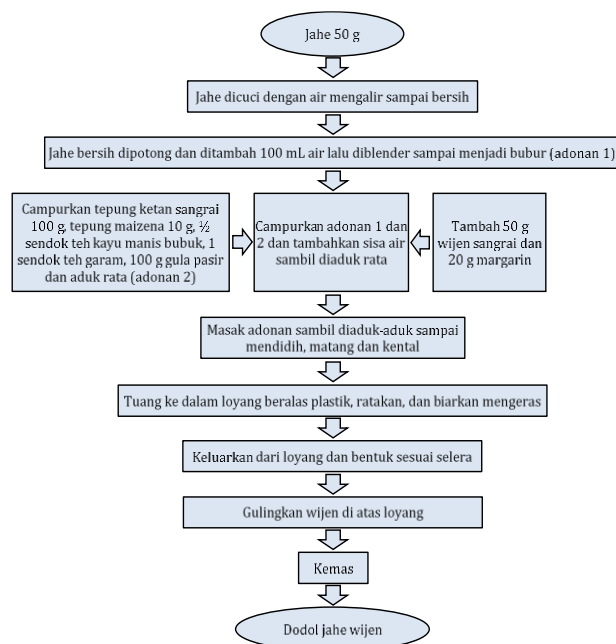 Jahe 50 g
Jahe dicuci dengan air mengalir sampai bersih
Jahe bersih dipotong dan ditambah 100 mL air lalu diblender sampai menjadi bubur (adonan 1)
Campurkan tepung ketan sangrai
100 g, tepung maizena 10 g, ½
sendok teh kayu manis bubuk, 1
sendok teh garam, 100 g gula pasir
dan aduk rata (adonan 2)
Campurkan adonan 1 dan
2 dan tambahkan sisa air
sambil diaduk rata
Tambah 50 g
wijen sangrai dan
20 g margarin
Masak adonan sambil diaduk-aduk sampai
mendidih, matang dan kental
Tuang ke dalam loyang beralas plastik, ratakan, dan biarkan mengeras
Keluarkan dari loyang dan bentuk sesuai selera
Gulingkan wijen di atas loyang
Kemas
Dodol jahe wijen